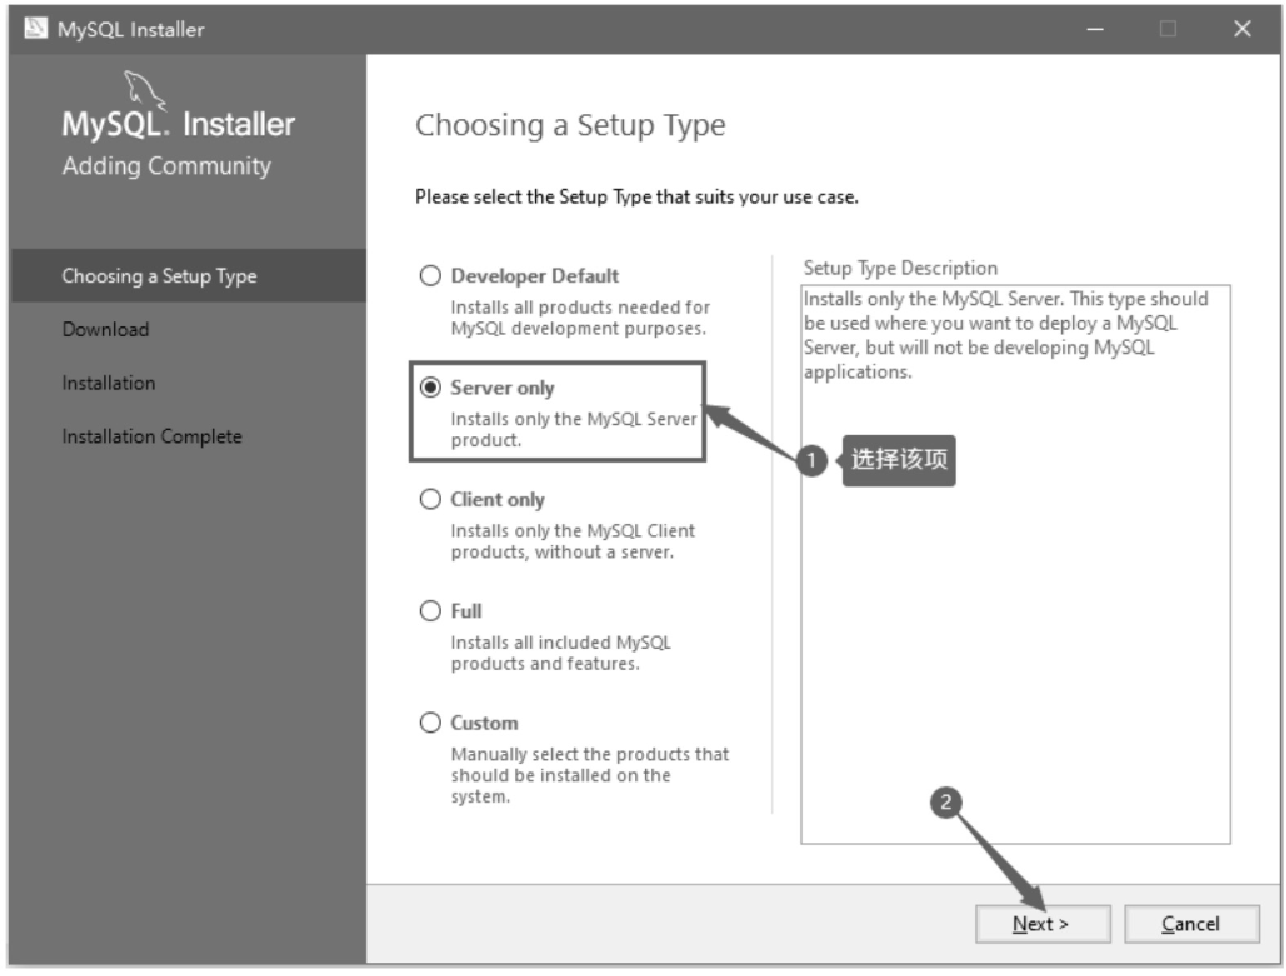 MySQL Installer
MySQL. Installer
Adding Community
Choosing a Setup Type
Download
Installation
Installation Complete
Choosing a Setup Type
Please select the Setup Type that suits your use case.
Developer Default
Installs all products needed for
MySQL development purposes.
Server only
Installs only the MySQL Server
product.
Client only
Installs only the MySQL Client
products, without a server.
Full
Installs all included MySQL
products and features.
Custom
Manually select the products that
should be installed on the
system.
Setup Type Description
Installs only the MySQL Server. This type should
be used where you want to deploy a MySQL
Server, but will not be developing MySQL
applications.
1 选择该项
2
Next >
Cancel